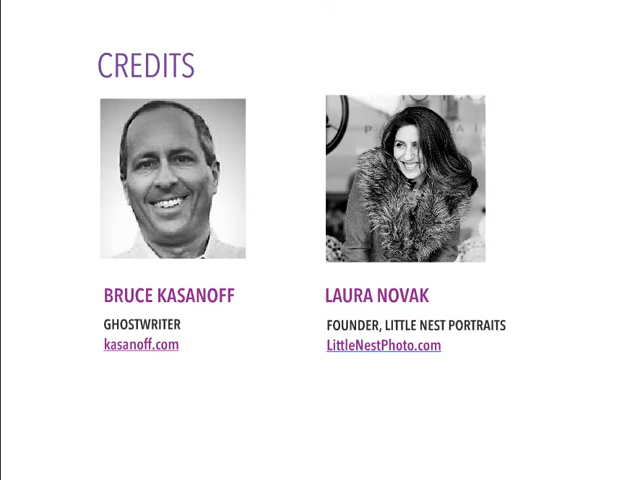 CREDITS
BRUCE KASANOFF
GHOSTWRITER
kasanoff.com
LAURA NOVAK
FOUNDER, LITTLE NEST PORTRAITS
LittleNestPhoto.com